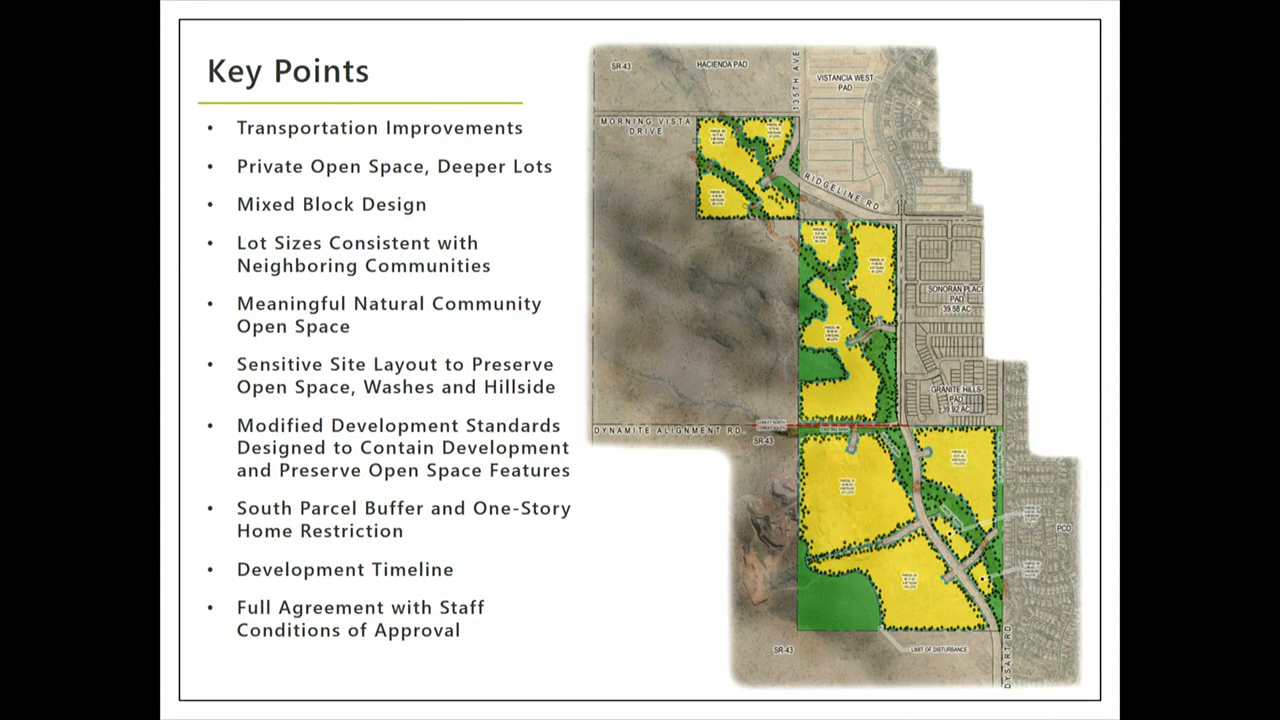 Key Points
• Transportation Improvements
• Private Open Space, Deeper Lots
• Mixed Block Design
• Lot Sizes Consistent with
Neighboring Communities
• Meaningful Natural Community
Open Space
• Sensitive Site Layout to Preserve
Open Space, Washes and Hillside
• Modified Development Standards
Designed to Contain Development
and Preserve Open Space Features
• South Parcel Buffer and One-Story
Home Restriction
• Development Timeline
• Full Agreement with Staff
Conditions of Approval
SR-43
HACIENDA PAD
135TH AVE
VISTANCIA WEST
PAD
MORNING VISTA
DRIVE
RIDGELINE RD
SONORAN PLACE
PAD
39.58 AC
GRANITE HILLS
PAD
DYNAMITE ALIGNMENT RD
SR-43
PCD
SR-43
LIMIT OF DISTURBANCE
DYSART RD